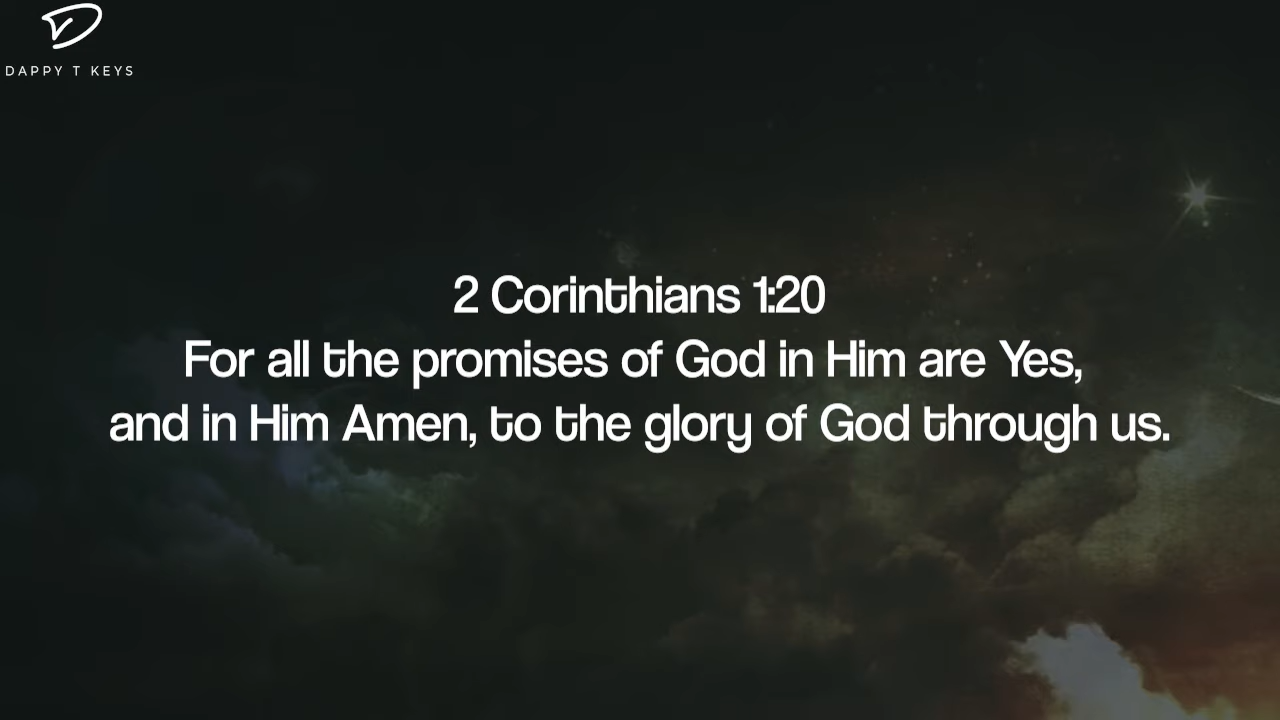 DAPPY T KEYS
2 Corinthians 1:20
For all the promises of God in Him are Yes,
and in Him Amen, to the glory of God through us.